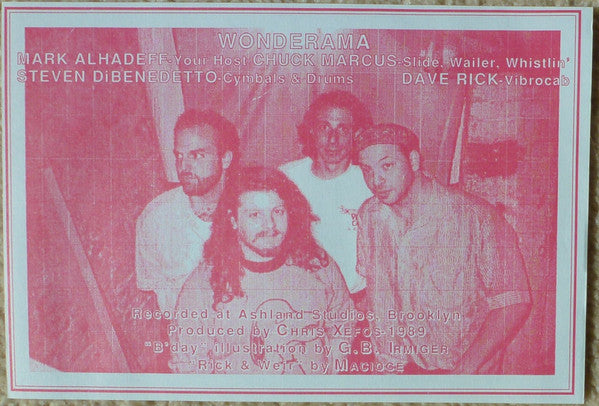 WONDERAMA
MARK ALHADEFF-Your Host CHUCK MARCUS-Slide, Wailer, Whistlin'
STEVEN DiBENEDETTO-Cymbals & Drums DAVE RICK-Vibrocab
Recorded at Ashland Studios, Brooklyn
Produced by CHRIS XEFOS-1989
"B'day" illustration by G.B. IRMIGER
"Rick & Weir" by MACIOCE